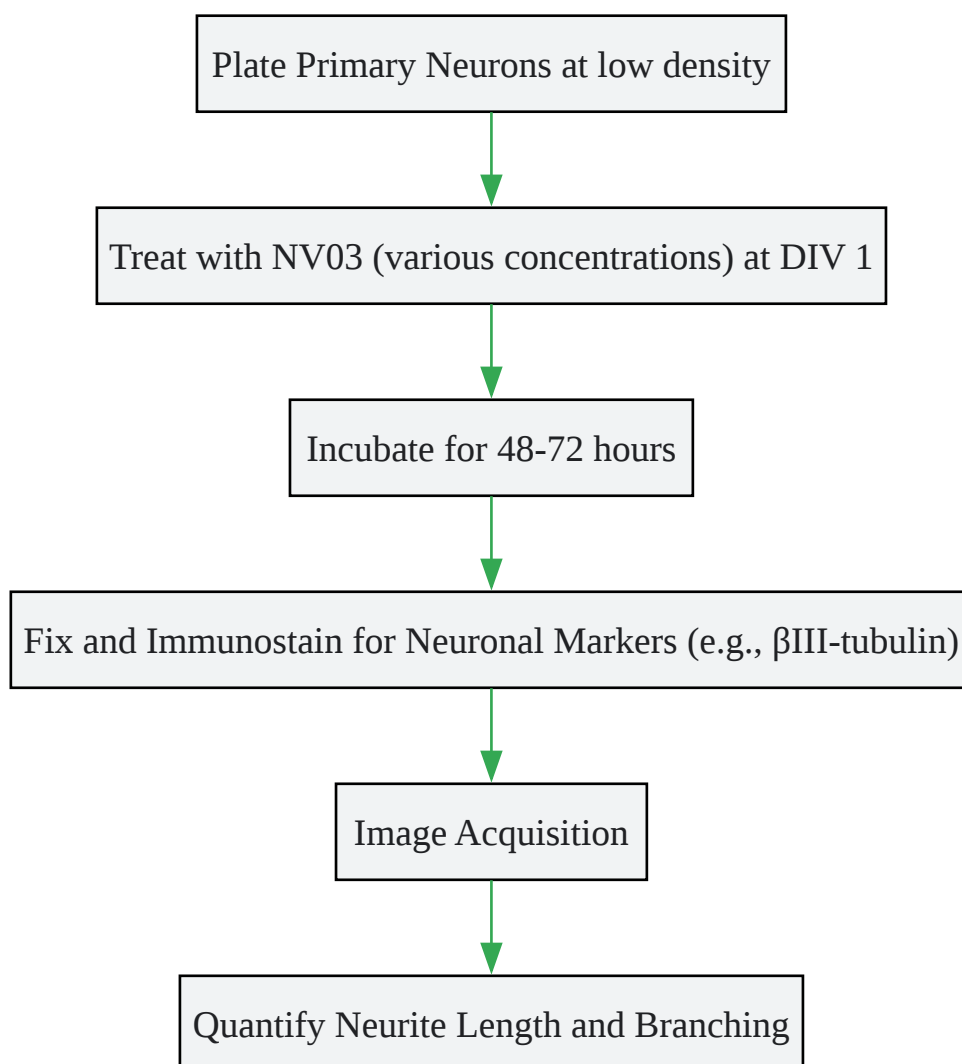 Plate Primary Neurons at low density
Treat with NV03 (various concentrations) at DIV 1
Incubate for 48-72 hours
Fix and Immunostain for Neuronal Markers (e.g., βIII-tubulin)
Image Acquisition
Quantify Neurite Length and Branching